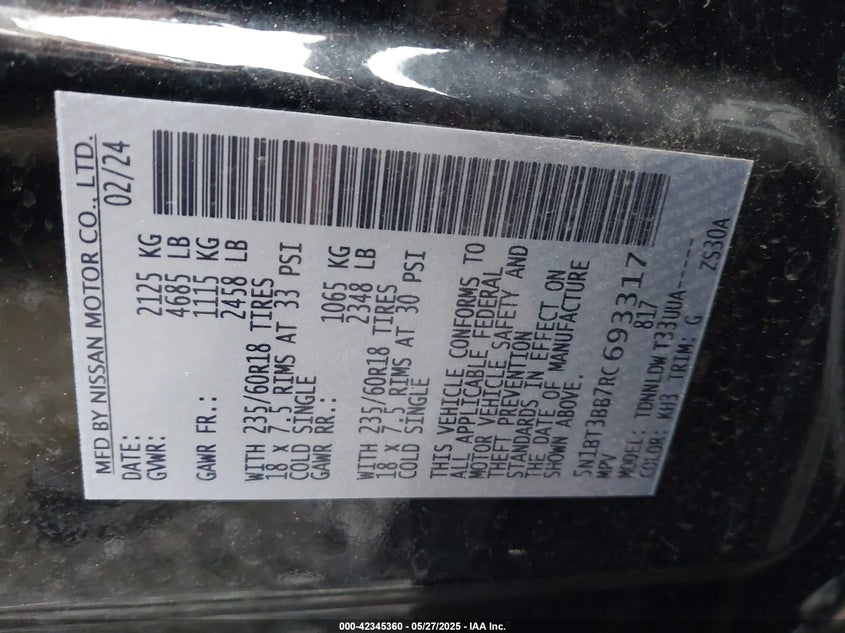 MFD BY NISSAN MOTOR CO., LTD.
DATE: 02/24
GVWR: 2125 KG
4685 LB
GAWR FR.: 1115 KG
2458 LB
WITH 235/60R18 TIRES
18 X 7.5 RIMS AT 33 PSI
COLD SINGLE
GAWR RR.: 1065 KG
2348 LB
WITH 235/60R18 TIRES
18 X 7.5 RIMS AT 30 PSI
COLD SINGLE
THIS VEHICLE CONFORMS TO
ALL APPLICABLE FEDERAL
MOTOR VEHICLE SAFETY AND
THEFT PREVENTION
STANDARDS IN EFFECT ON
THE DATE OF MANUFACTURE
SHOWN ABOVE.
5N1BT3BB7RC693317
MPV 817
MODEL: TDNNLDW T33UUA------
COLOR: KH3 TRIM: G ZS30A
000-42345360 - 05/27/2025 - IAA Inc.